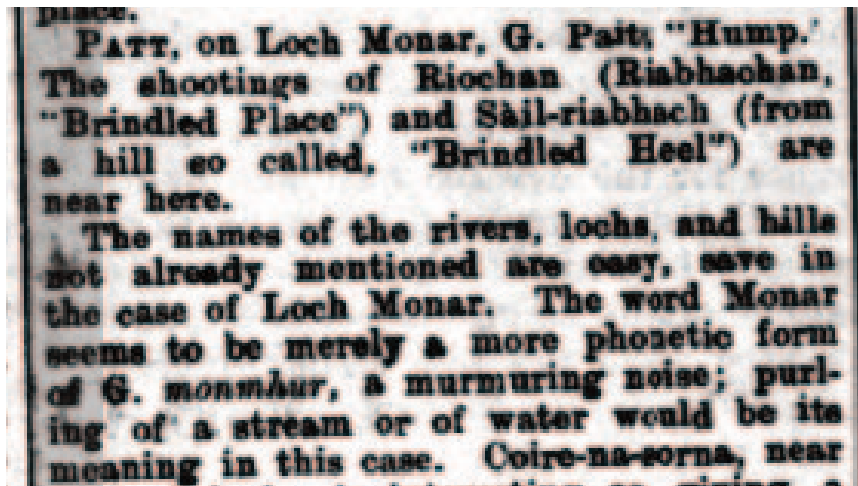 place.
PATT, on Loch Monar, G. Pait; "Hump."
The shootings of Riochan (Riabhachan,
"Brindled Place") and Sàil-riabhach (from
a hill so called, "Brindled Heel") are
near here.
The names of the rivers, lochs, and hills
not already mentioned are easy, save in
the case of Loch Monar. The word Monar
seems to be merely a more phonetic form
of G. monmhur, a murmuring noise; purl-
ing of a stream or of water would be its
meaning in this case. Coire-na-sorna, near